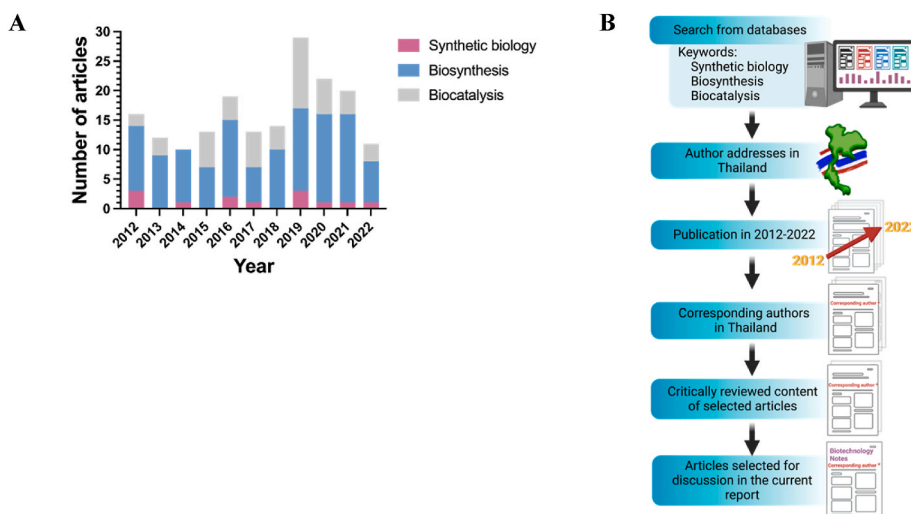 A
Number of articles
30
25
20
15
10
5
0
2012
2013
2014
2015
2016
2017
2018
2019
2020
2021
2022
Year
Synthetic biology
Biosynthesis
Biocatalysis
B
Search from databases
Keywords:
Synthetic biology
Biosynthesis
Biocatalysis
Author addresses in
Thailand
Publication in 2012-2022
2012
2022
Corresponding authors
in Thailand
Corresponding author *
Critically reviewed content
of selected articles
Corresponding author *
Articles selected for
discussion in the current
report
Biotechnology
Notes
Corresponding author *